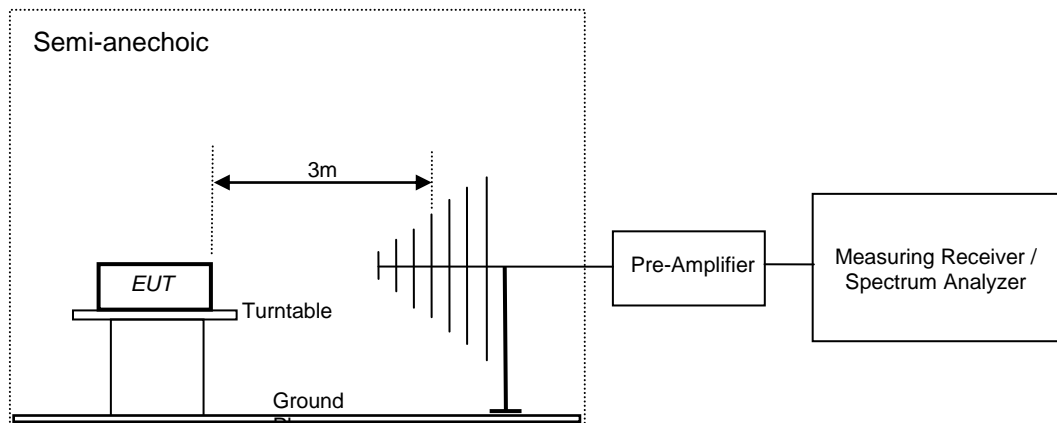 Semi-anechoic
3m
EUT
Turntable
Ground
Pre-Amplifier
Measuring Receiver /
Spectrum Analyzer